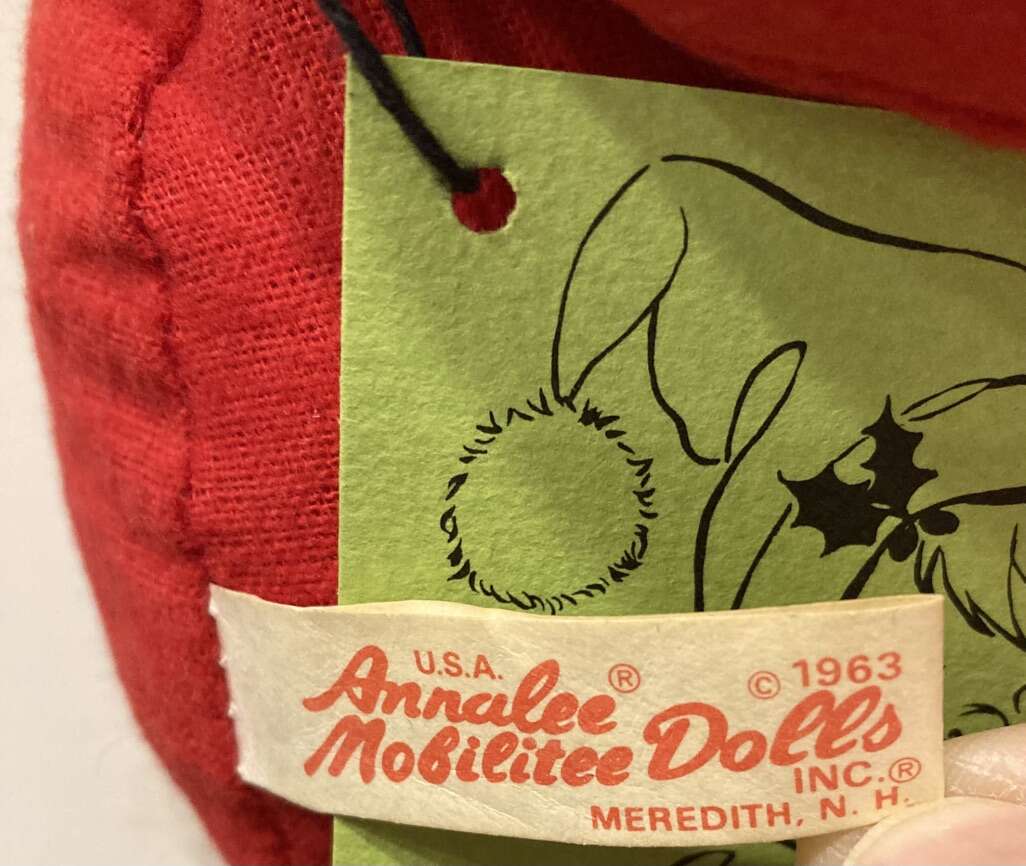 U.S.A.
Annalee® © 1963
Mobilitee Dolls
INC.®
MEREDITH, N. H.